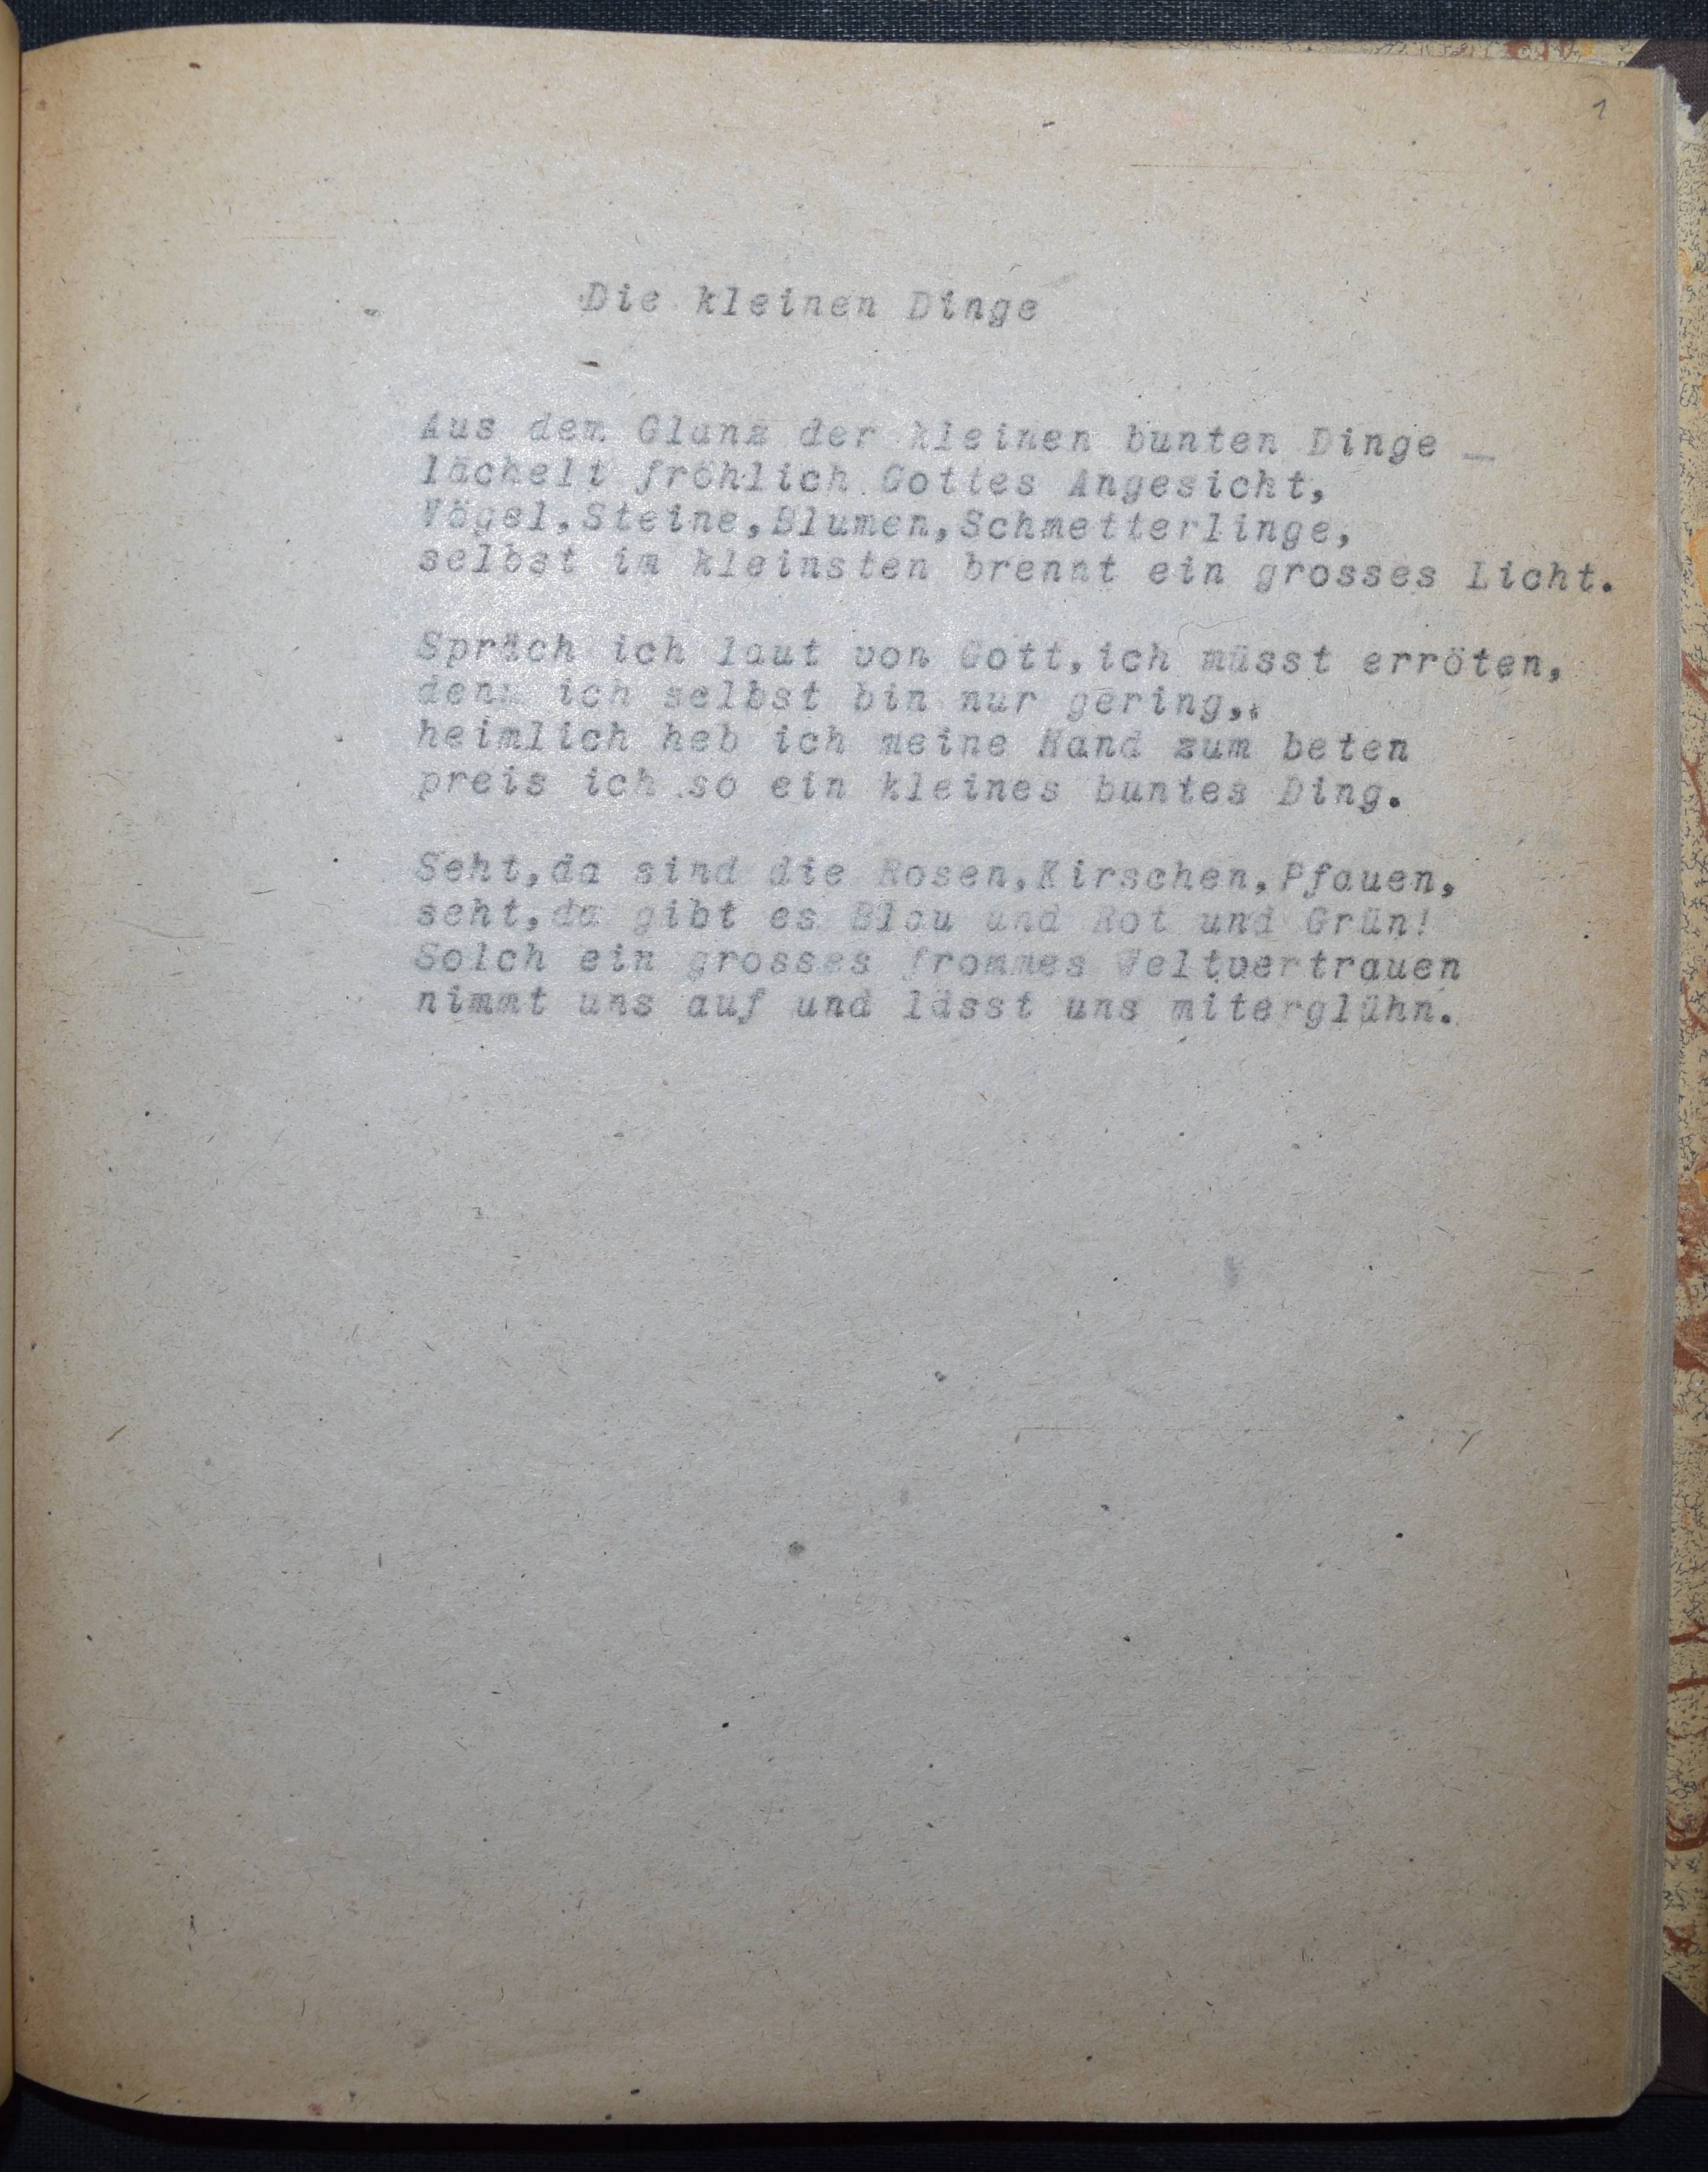 1
Die kleinen Dinge
Aus dem Glanz der kleinen bunten Dinge
lächelt fröhlich Gottes Angesicht,
Vögel,Steine,Blumen,Schmetterlinge,
selbst im kleinsten brennt ein grosses Licht.
Spräch ich laut von Gott,ich müsst erröten,
denn ich selbst bin nur gering,
heimlich heb ich meine Hand zum beten
preis ich so ein kleines buntes Ding.
Seht,da sind die Rosen,Kirschen,Pfauen,
seht,da gibt es Blau und Rot und Grün!
Solch ein grosses frommes Weltvertrauen
nimmt uns auf und lässt uns miterglühn.